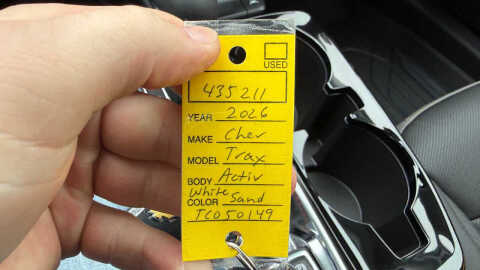 USED
435211
YEAR 2026
MAKE Chev
MODEL Trax
BODY Activ
White
COLOR Sand
TC050149